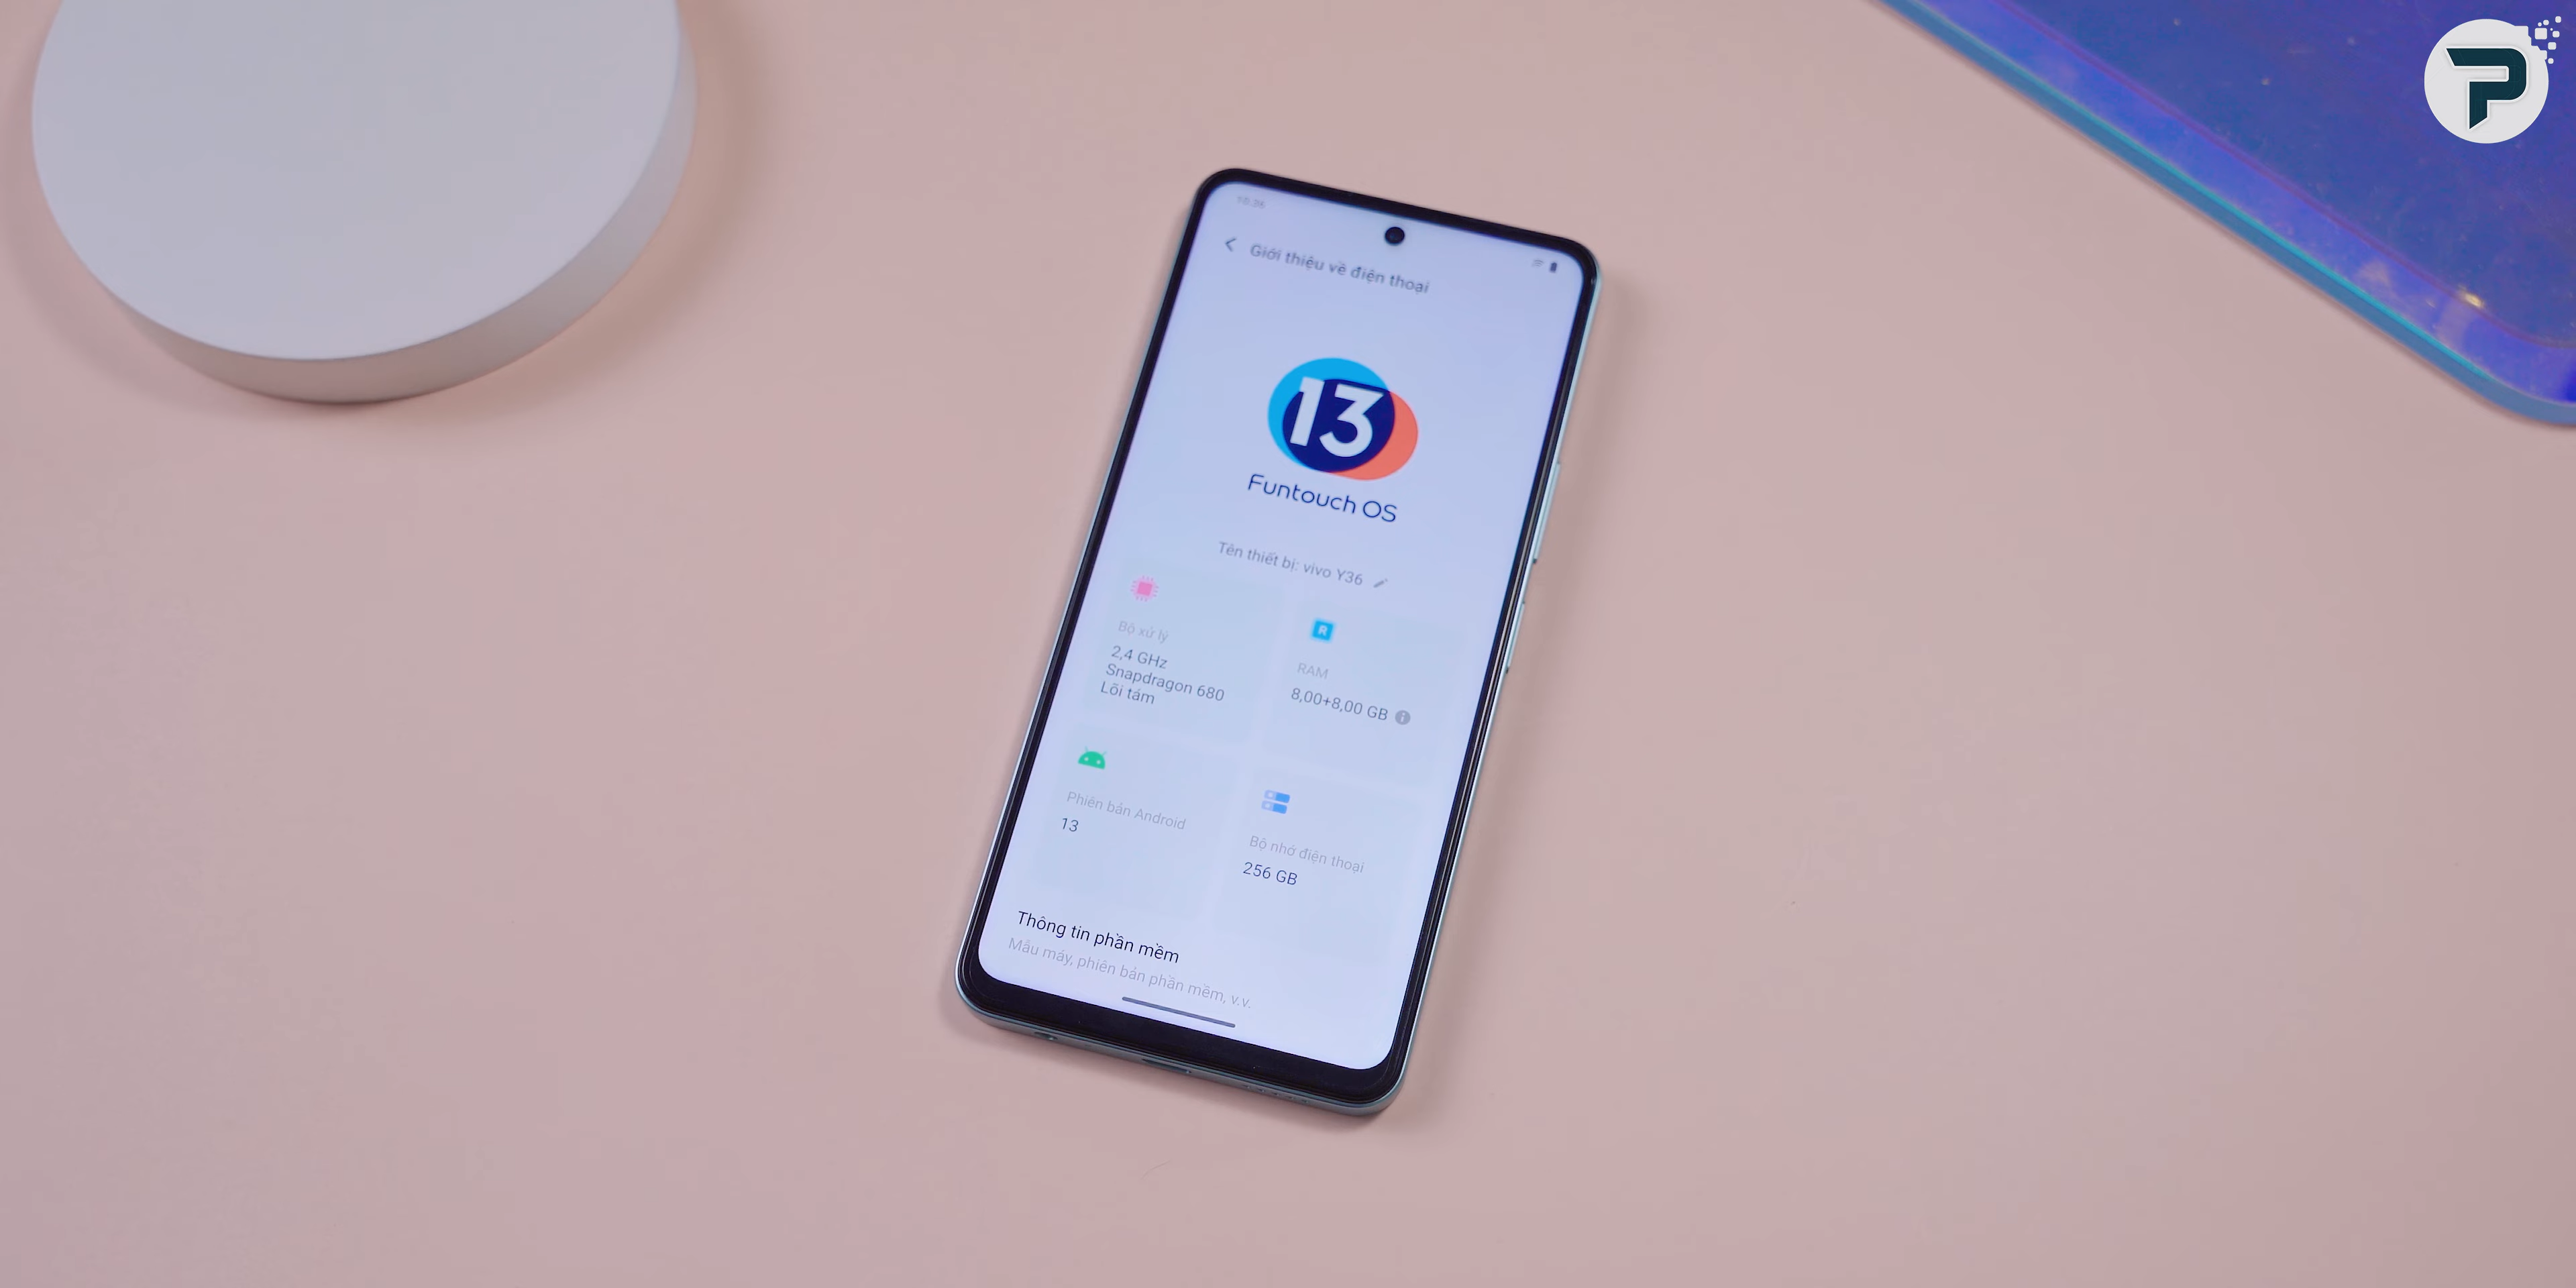 10:36
Giới thiệu về điện thoại
13
Funtouch OS
Tên thiết bị: vivo Y36
Bộ xử lý
2,4 GHz
Snapdragon 680
Lõi tám
R
RAM
8,00+8,00 GB
Phiên bản Android
13
Bộ nhớ điện thoại
256 GB
Thông tin phần mềm
Mẫu máy, phiên bản phần mềm, v.v.
P